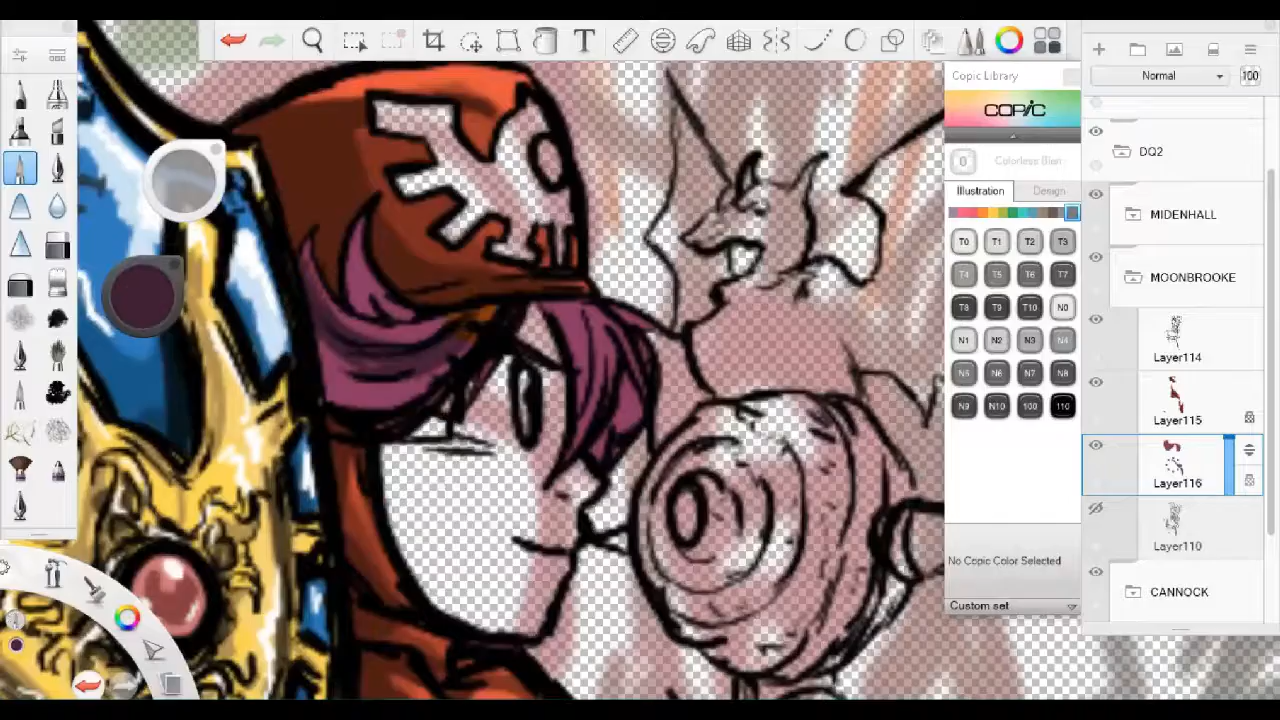 Copic Library
COPIC
0 Colorless Blen
Illustration Design
T0 T1 T2 T3
T4 T5 T6 T7
T8 T9 T10 N0
N1 N2 N3 N4
N5 N6 N7 N8
N9 N10 100 110
No Copic Color Selected
Custom set
Normal 100
DQ2
MIDENHALL
MOONBROOKE
Layer114
Layer115
Layer116
Layer110
CANNOCK